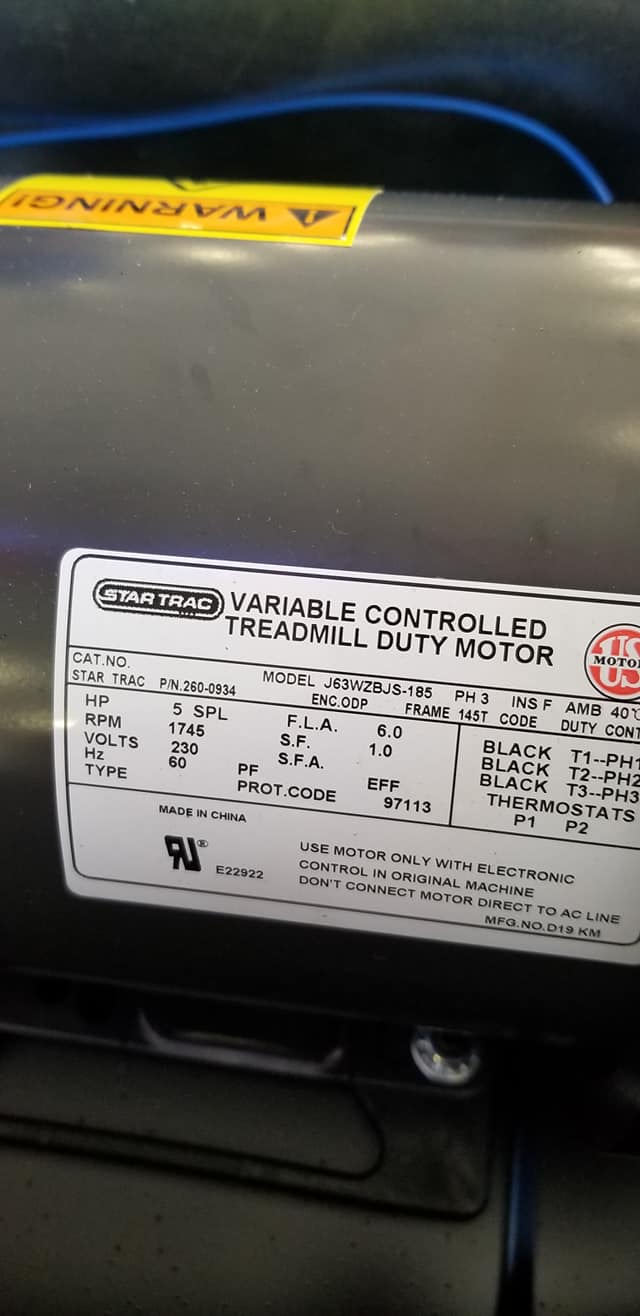 WARNING!
STAR TRAC VARIABLE CONTROLLED
TREADMILL DUTY MOTOR
US
MOTO
CAT.NO.
STAR TRAC P/N.260-0934
MODEL J63WZBJS-185 PH 3 INS F AMB 40°C
ENC.ODP FRAME 145T CODE DUTY CONT
HP 5 SPL F.L.A. 6.0
RPM 1745 S.F. 1.0
VOLTS 230 S.F.A.
Hz 60 PF EFF
TYPE PROT.CODE 97113
BLACK T1--PH1
BLACK T2--PH2
BLACK T3--PH3
THERMOSTATS
P1 P2
MADE IN CHINA
RU® E22922
USE MOTOR ONLY WITH ELECTRONIC
CONTROL IN ORIGINAL MACHINE
DON'T CONNECT MOTOR DIRECT TO AC LINE
MFG.NO.D19 KM